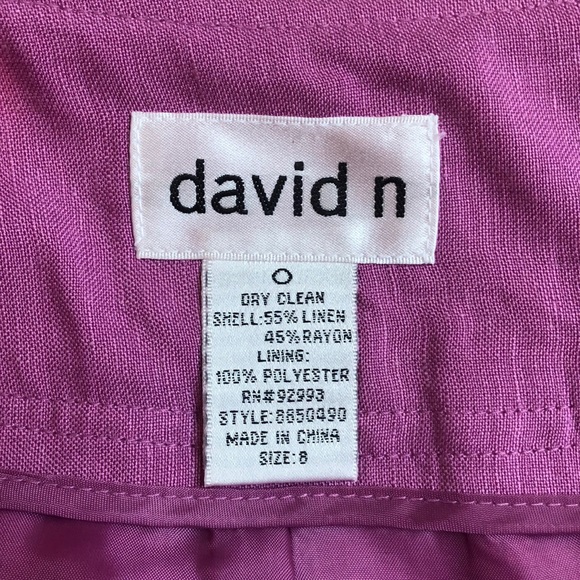 david n
DRY CLEAN
SHELL:55% LINEN
45% RAYON
LINING:
100% POLYESTER
RN#92993
STYLE:8850490
MADE IN CHINA
SIZE:8